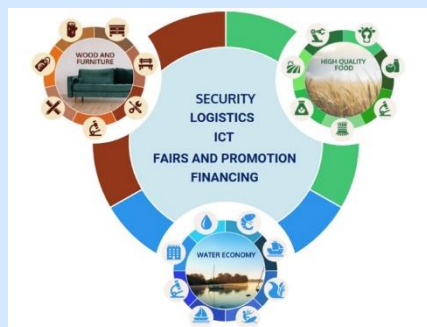 WOOD AND
FURNITURE
HIGH QUALITY
FOOD
SECURITY
LOGISTICS
ICT
FAIRS AND PROMOTION
FINANCING
WATER ECONOMY